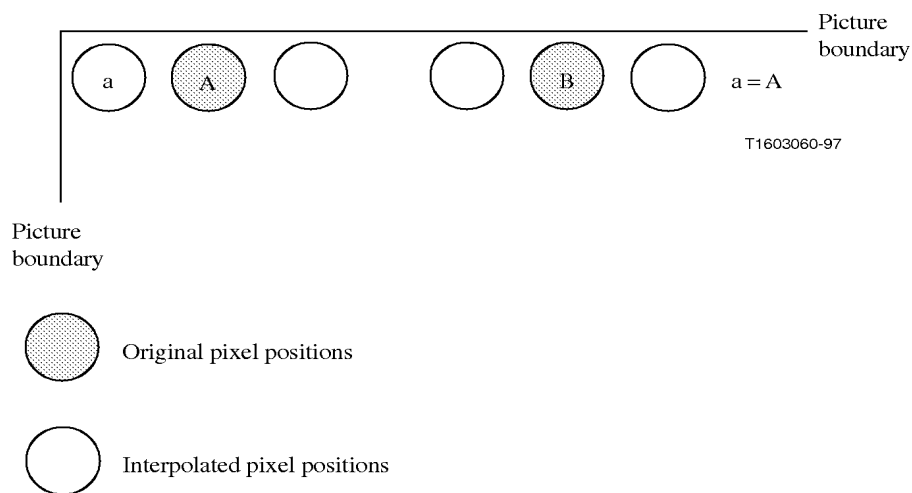 Picture
boundary
a A B a = A
T1603060-97
Picture
boundary
Original pixel positions
Interpolated pixel positions